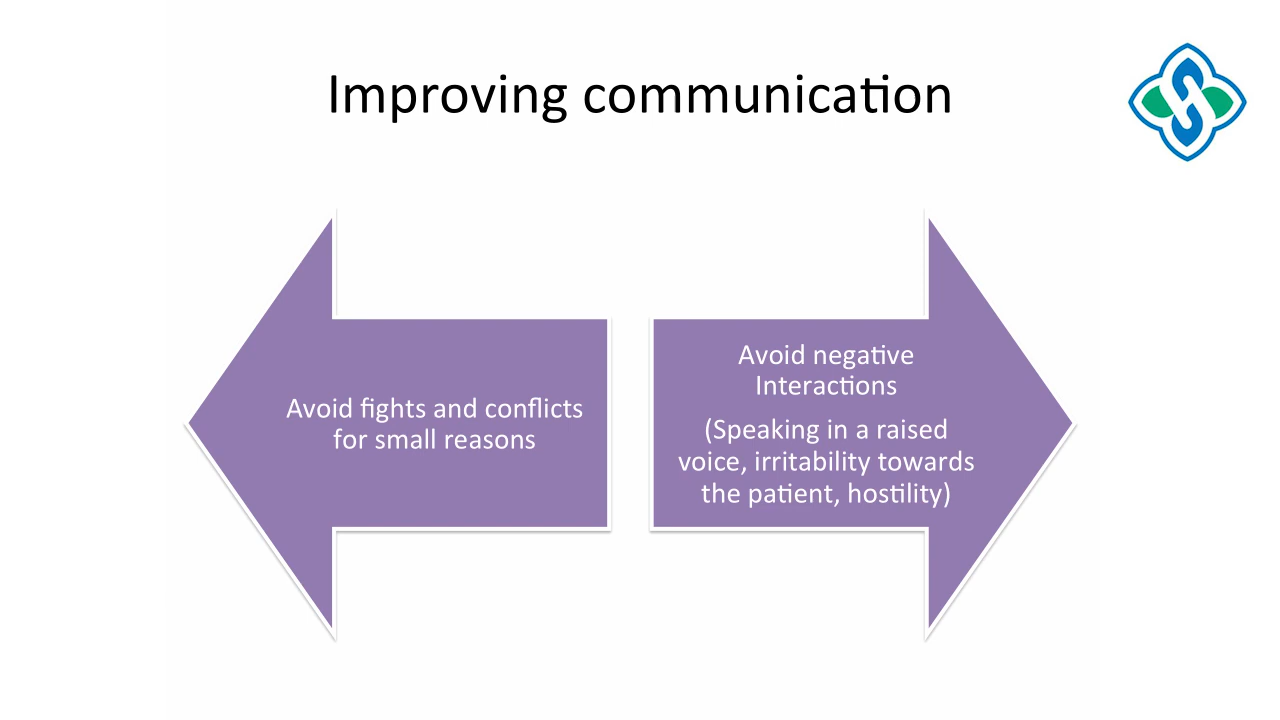 Improving communication
Avoid fights and conflicts
for small reasons
Avoid negative
Interactions
(Speaking in a raised
voice, irritability towards
the patient, hostility)